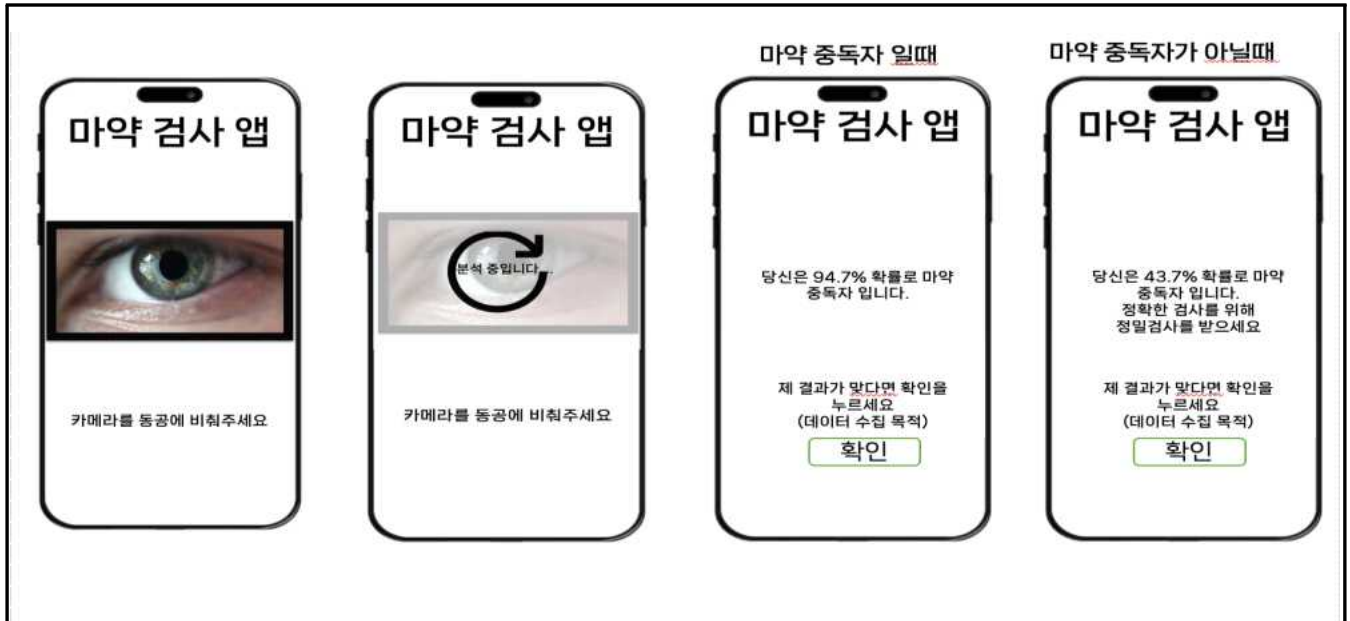 마약 검사 앱
카메라를 동공에 비춰주세요
마약 검사 앱
분석 중입니다...
카메라를 동공에 비춰주세요
마약 중독자 일때
마약 검사 앱
당신은 94.7% 확률로 마약
중독자 입니다.
제 결과가 맞다면 확인을
누르세요
(데이터 수집 목적)
확인
마약 중독자가 아닐때
마약 검사 앱
당신은 43.7% 확률로 마약
중독자 입니다.
정확한 검사를 위해
정밀검사를 받으세요
제 결과가 맞다면 확인을
누르세요
(데이터 수집 목적)
확인